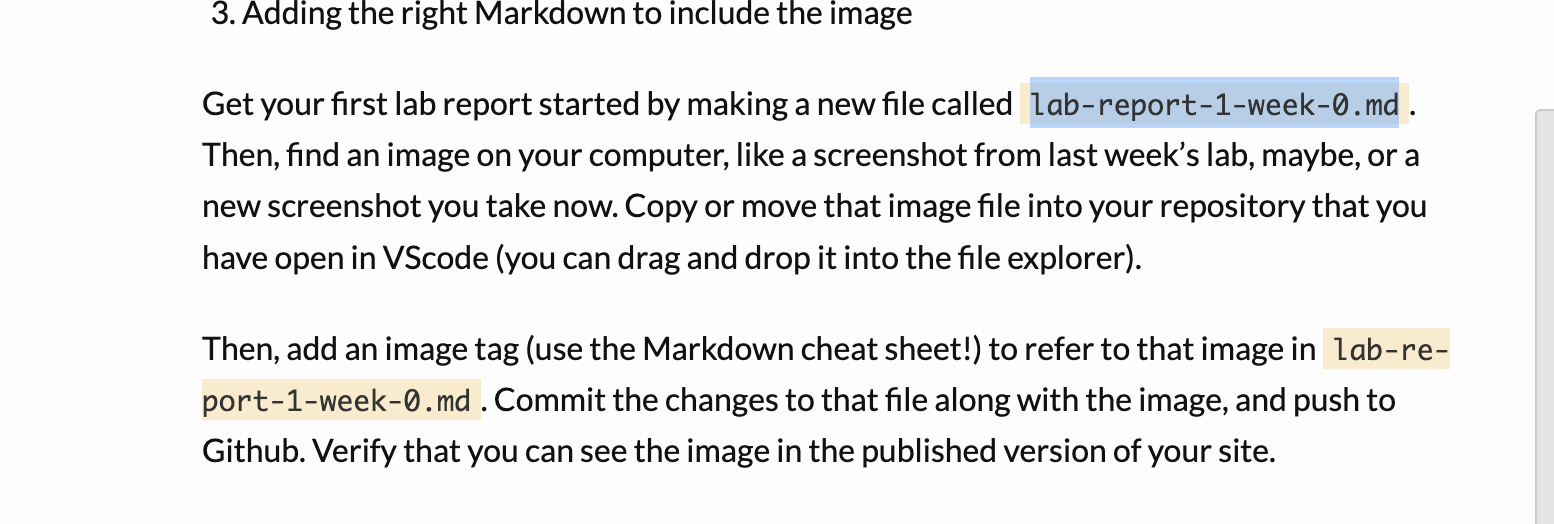 3. Adding the right Markdown to include the image
Get your first lab report started by making a new file called lab-report-1-week-0.md.
Then, find an image on your computer, like a screenshot from last week’s lab, maybe, or a
new screenshot you take now. Copy or move that image file into your repository that you
have open in VScode (you can drag and drop it into the file explorer).
Then, add an image tag (use the Markdown cheat sheet!) to refer to that image in lab-re-
port-1-week-0.md. Commit the changes to that file along with the image, and push to
Github. Verify that you can see the image in the published version of your site.